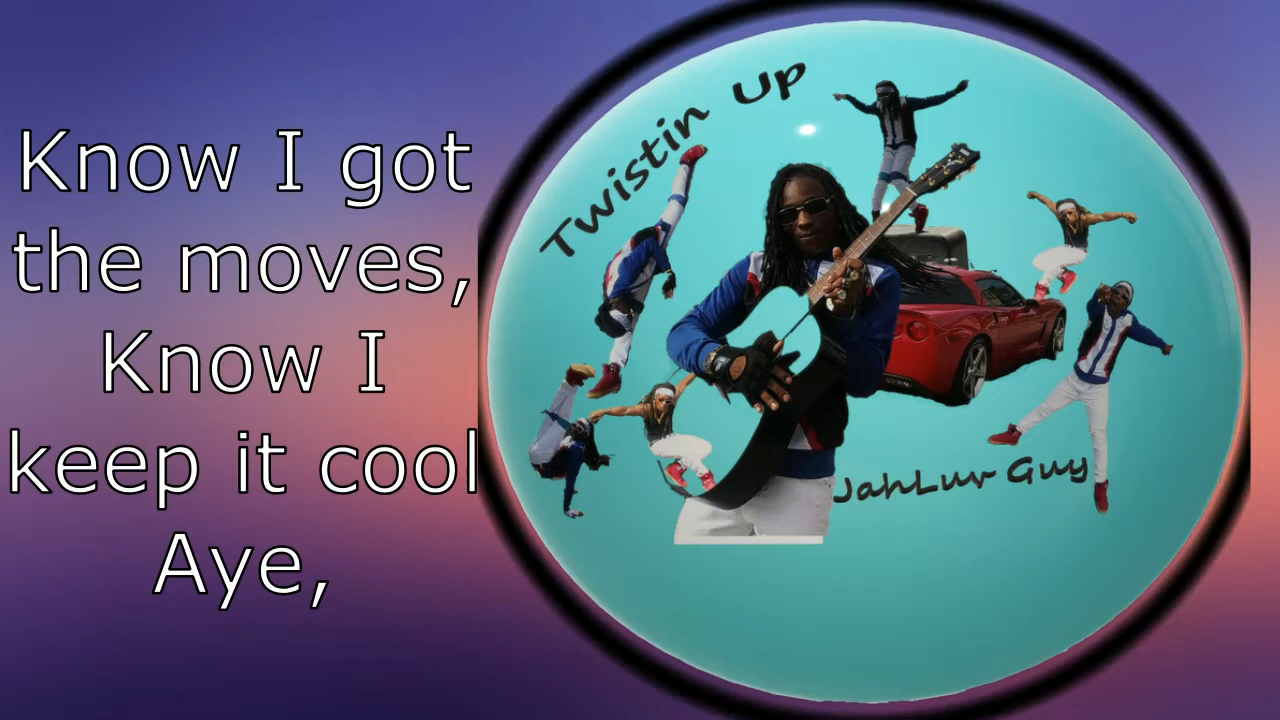 Know I got
the moves,
Know I
keep it cool
Aye,
Twistin Up
JahLuv Guy